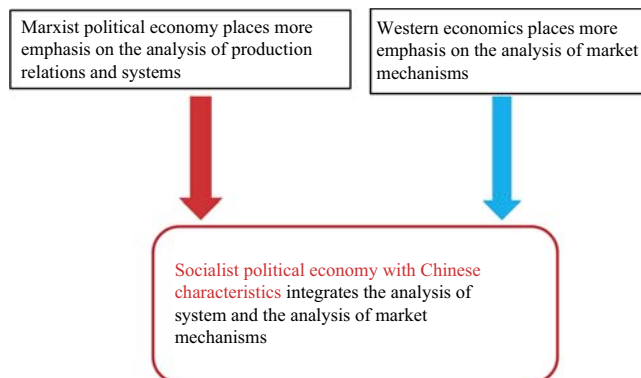 Marxist political economy places more
emphasis on the analysis of production
relations and systems
Western economics places more
emphasis on the analysis of market
mechanisms
Socialist political economy with Chinese
characteristics integrates the analysis of
system and the analysis of market
mechanisms